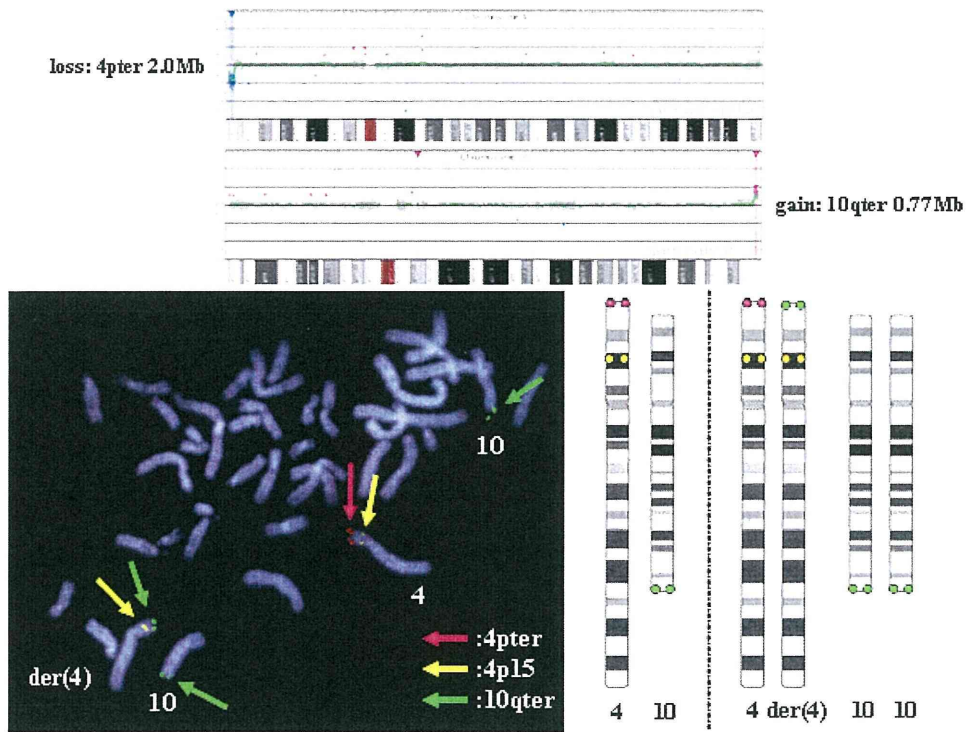 loss: 4pter 2.0Mb
gain: 10qter 0.77Mb
10
4
der(4)
10
:4pter
:4p15
:10qter
4 10 4 der(4) 10 10